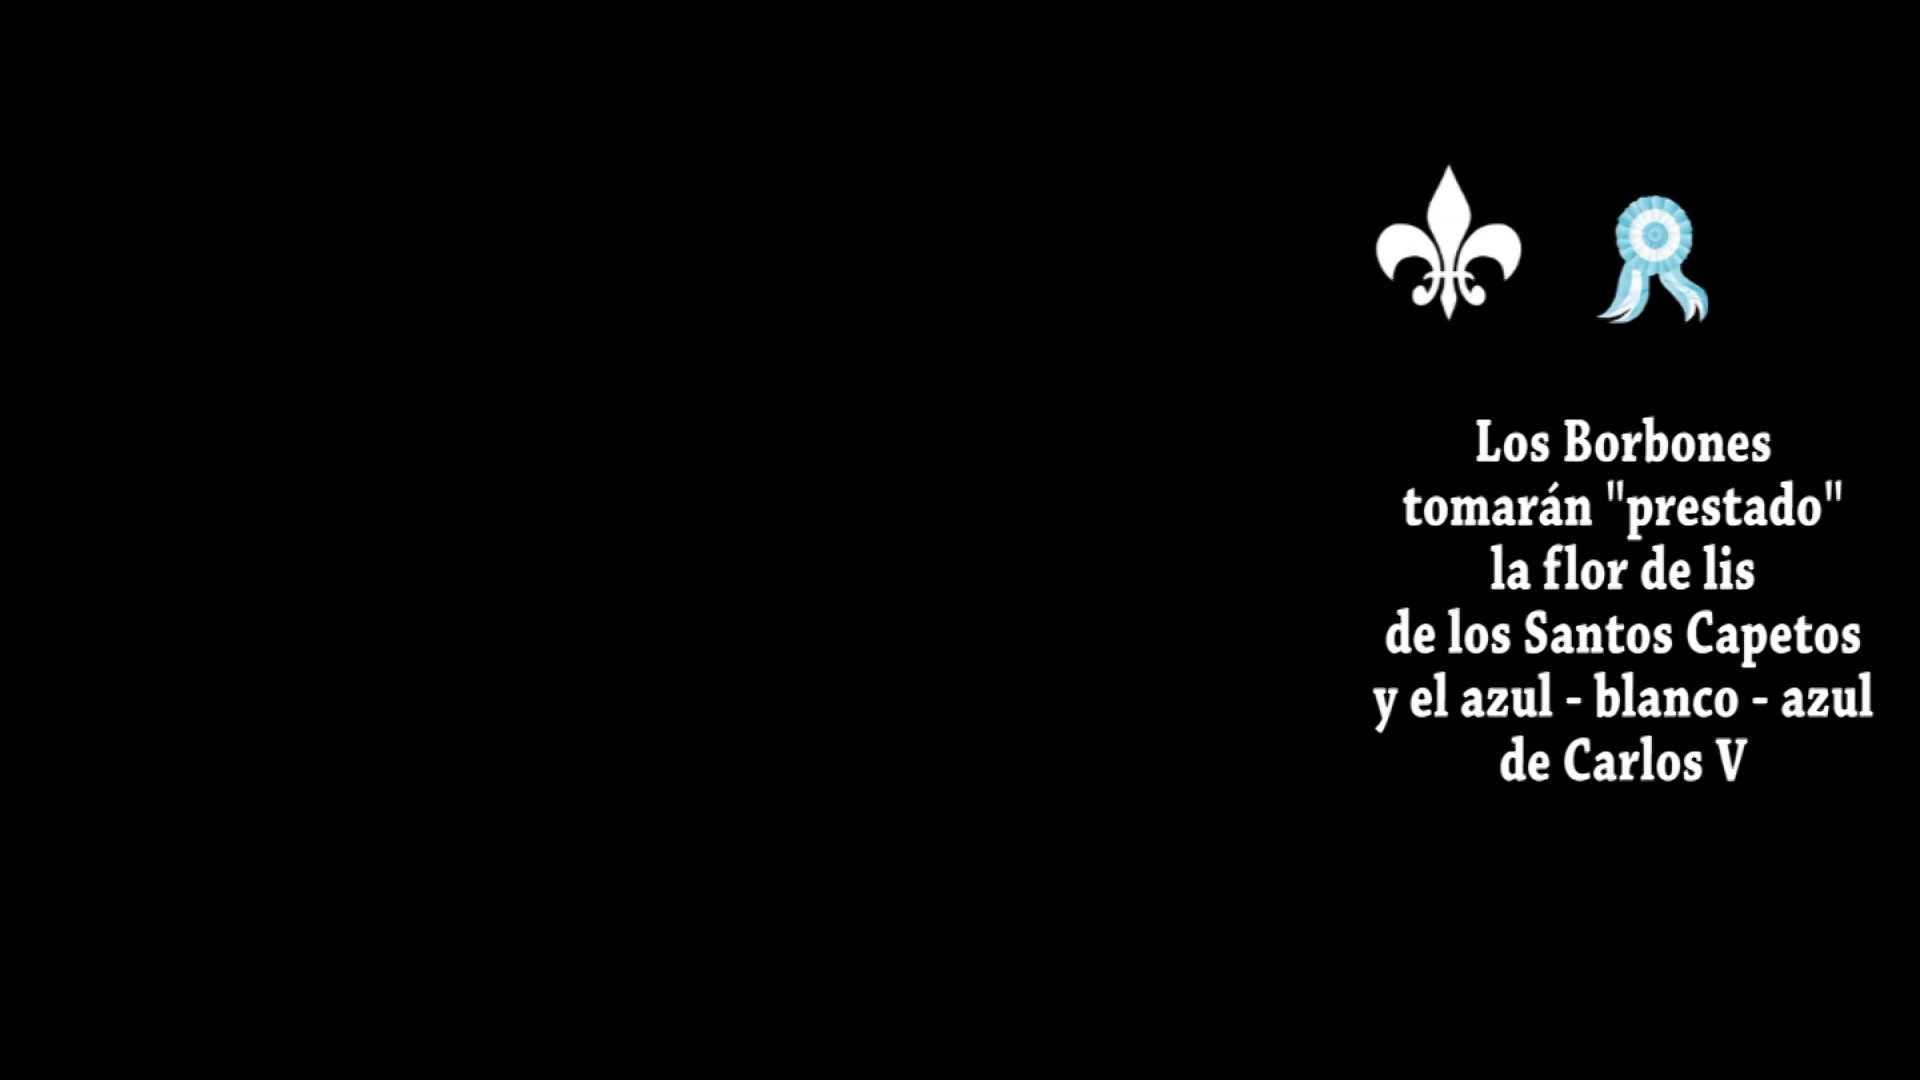 Los Borbones
tomarán "prestado"
la flor de lis
de los Santos Capetos
y el azul - blanco - azul
de Carlos V